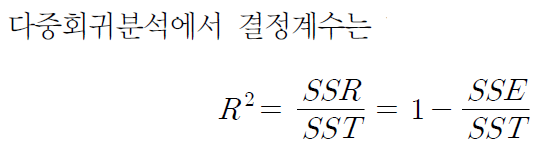 다중회귀분석에서 결정계수는
R² = SSR/SST = 1 − SSE/SST